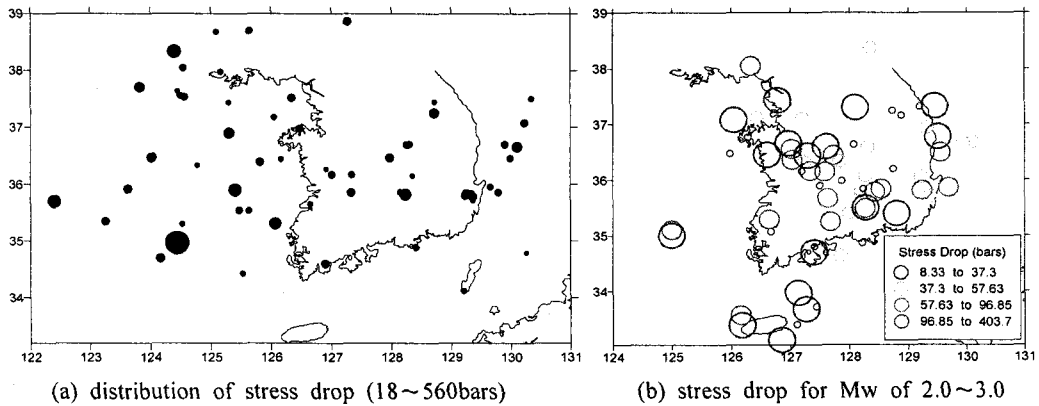 39
38
37
36
35
34
122 123 124 125 126 127 128 129 130 131
(a) distribution of stress drop (18~560bars)
39
38
37
36
35
34
124 125 126 127 128 129 130 131
Stress Drop (bars)
8.33 to 37.3
37.3 to 57.63
57.63 to 96.85
96.85 to 403.7
(b) stress drop for Mw of 2.0~3.0